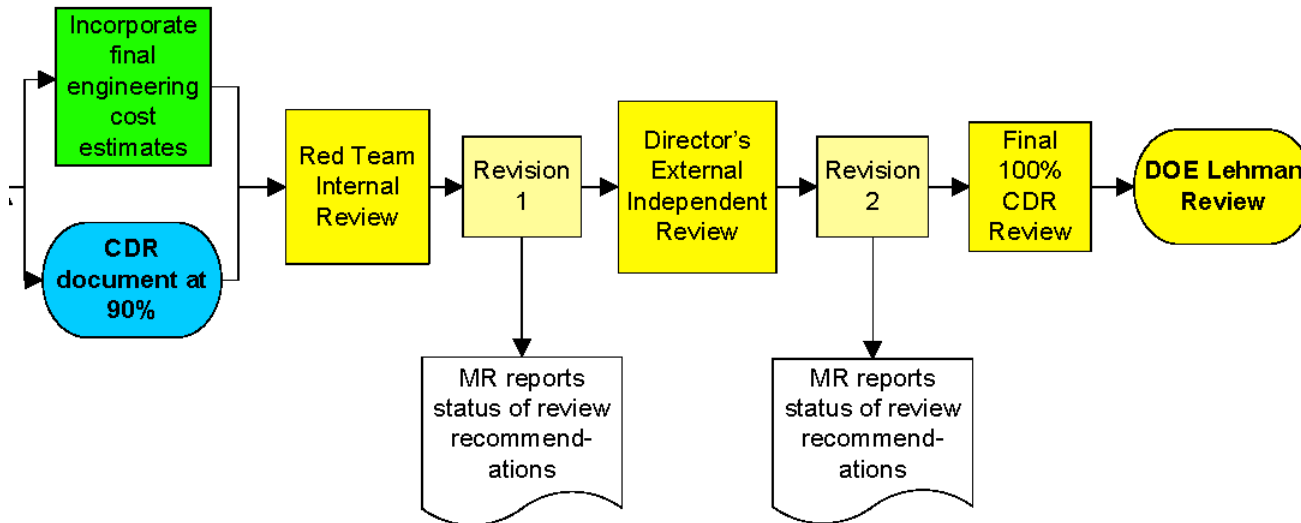 Incorporate
final
engineering
cost
estimates
CDR
document at
90%
Red Team
Internal
Review
Revision
1
MR reports
status of review
recommend-
ations
Director's
External
Independent
Review
Revision
2
MR reports
status of review
recommend-
ations
Final
100%
CDR
Review
DOE Lehman
Review